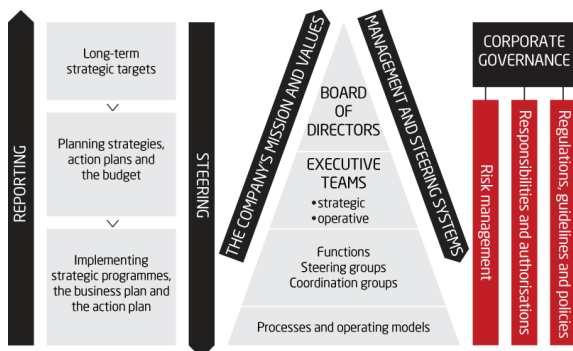 REPORTING
Long-term
strategic targets
Planning strategies,
action plans and
the budget
Implementing
strategic programmes,
the business plan and
the action plan
STEERING
THE COMPANY'S MISSION AND VALUES
BOARD
OF
DIRECTORS
EXECUTIVE
TEAMS
•strategic
•operative
Functions
Steering groups
Coordination groups
Processes and operating models
MANAGEMENT AND STEERING SYSTEMS
CORPORATE
GOVERNANCE
Risk management
Responsibilities and authorisations
Regulations, guidelines and policies